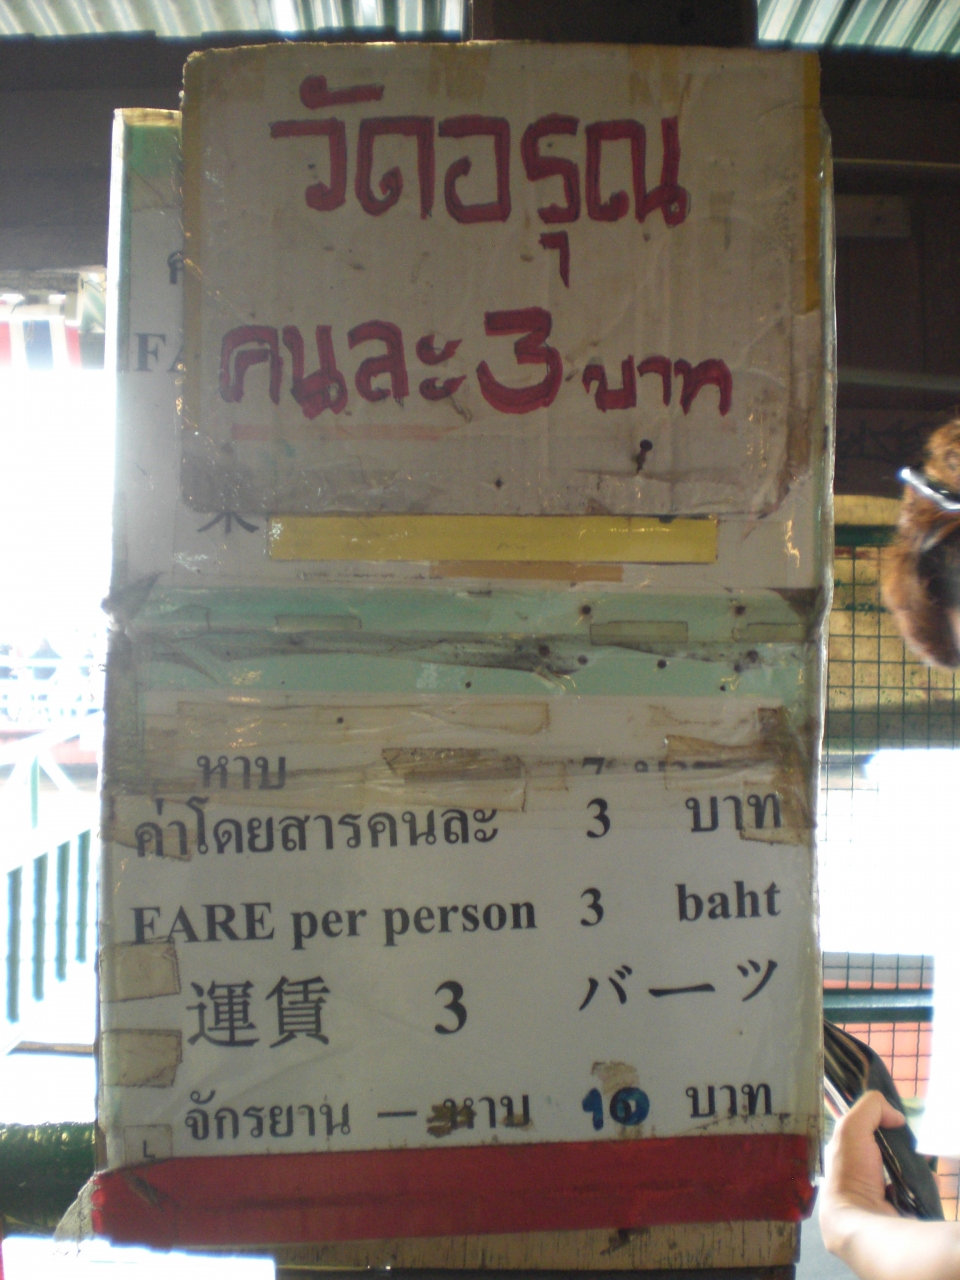 วัดอรุณ
คนละ 3 บาท
หาบ
ค่าโดยสารคนละ 3 บาท
FARE per person 3 baht
運賃 3 バーツ
จักรยาน — หาบ 10 บาท